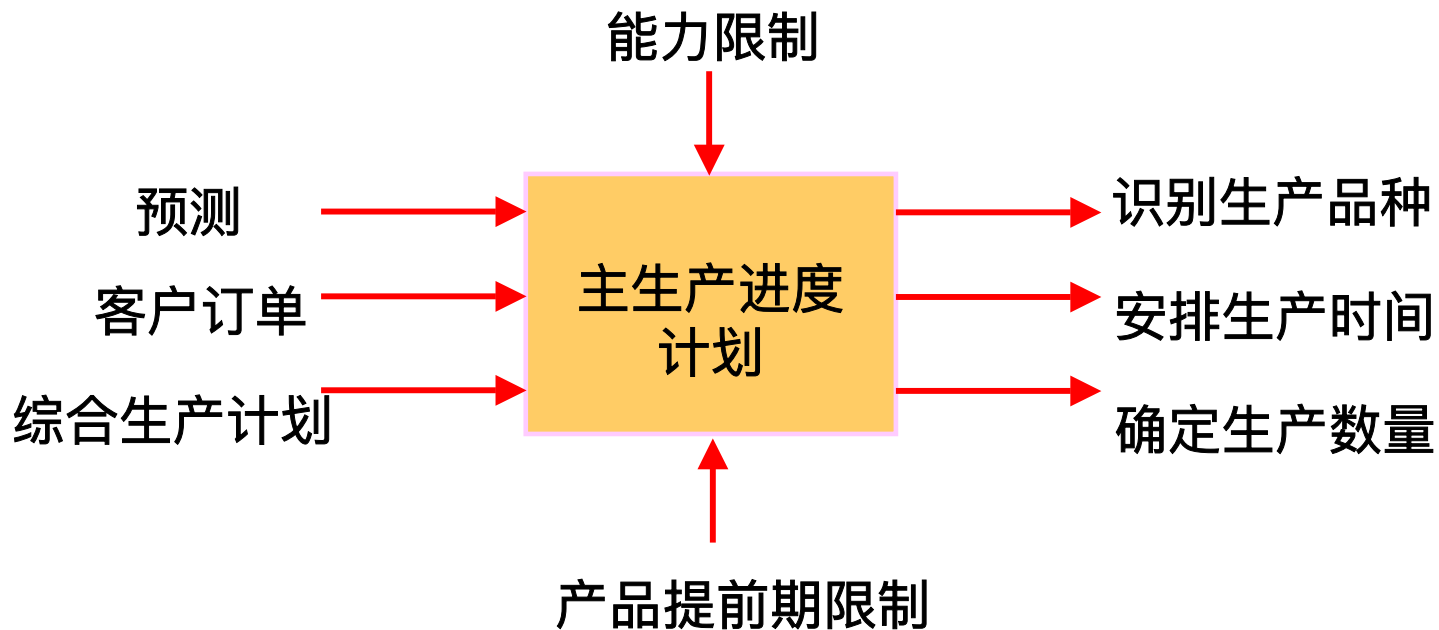 能力限制
预测
客户订单
综合生产计划
主生产进度
计划
识别生产品种
安排生产时间
确定生产数量
产品提前期限制